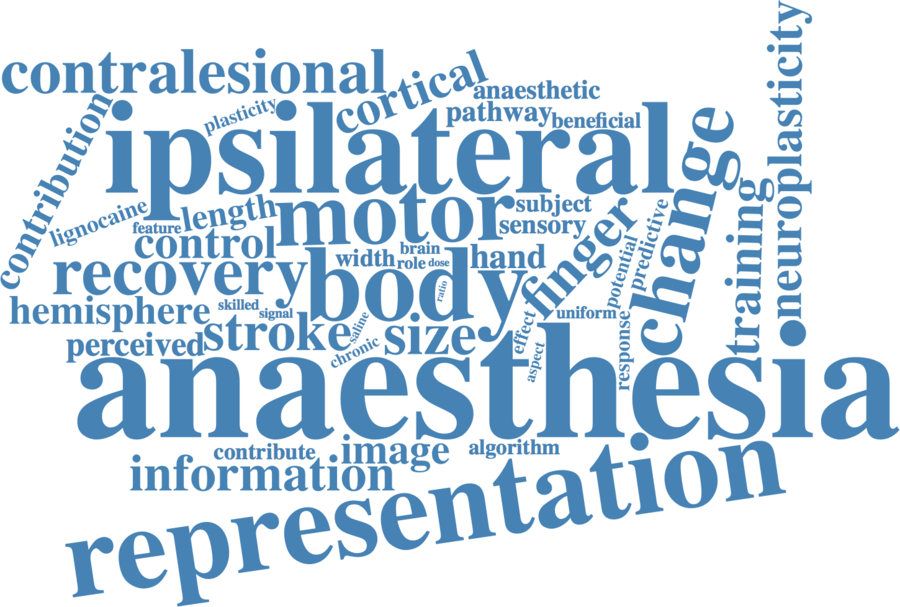 contralesional
cortical
anaesthetic
pathway
beneficial
plasticity
contribution
ipsilateral
change
training
neuroplasticity
lignocaine
feature
length
motor
subject
sensory
control
width
brain
role
dose
hand
finger
predictive
potential
recovery
body
ratio
uniform
hemisphere
skilled
signal
stroke
saline
chronic
size
effect
aspect
response
perceived
anaesthesia
contribute
image
algorithm
information
representation